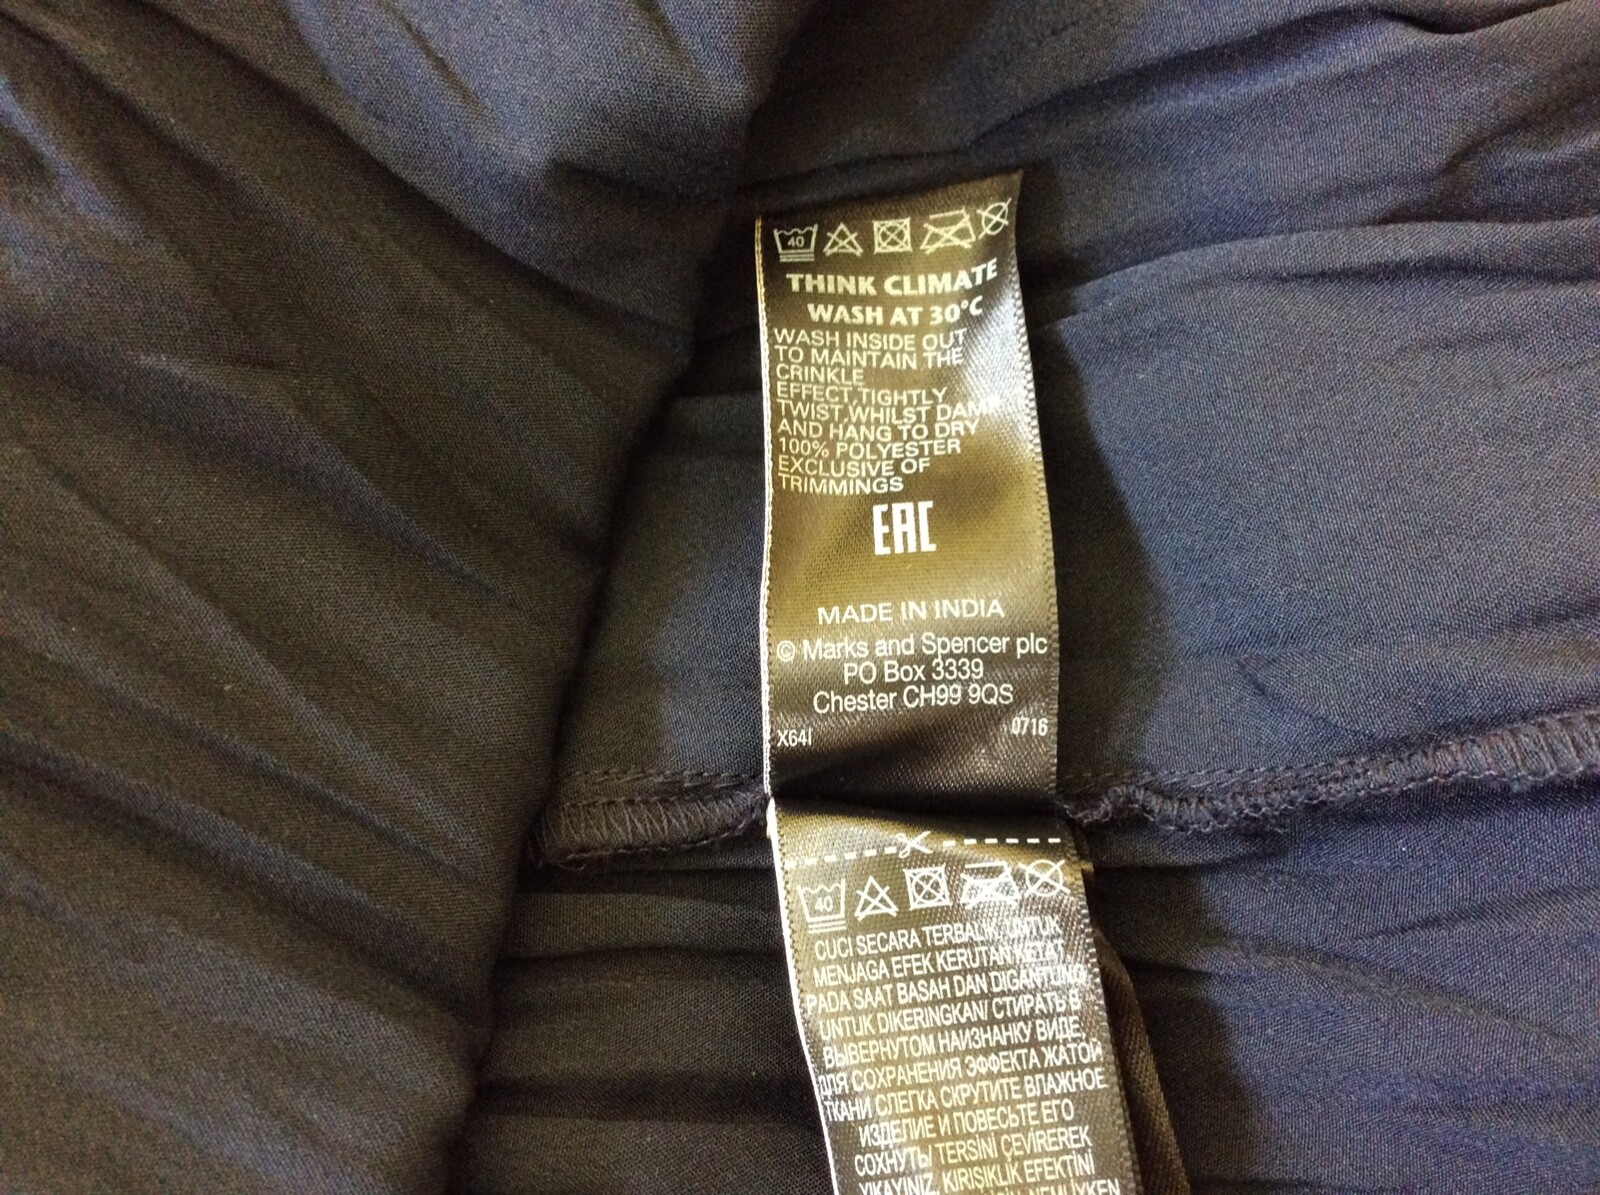 40
THINK CLIMATE
WASH AT 30°C
WASH INSIDE OUT
TO MAINTAIN THE
CRINKLE
EFFECT,TIGHTLY
TWIST,WHILST DAMP
AND HANG TO DRY
100% POLYESTER
EXCLUSIVE OF
TRIMMINGS
EAC
MADE IN INDIA
© Marks and Spencer plc
PO Box 3339
Chester CH99 9QS
X64I 0716
40
CUCI SECARA TERBALIK, UNTUK
MENJAGA EFEK KERUTAN KETAT
PADA SAAT BASAH DAN DIGANTUNG
UNTUK DIKERINGKAN/ СТИРАТЬ В
ВЫВЕРНУТОМ НАИЗНАНКУ ВИДЕ,
ДЛЯ СОХРАНЕНИЯ ЭФФЕКТА ЖАТОЙ
ТКАНИ СЛЕГКА СКРУТИТЕ ВЛАЖНОЕ
ИЗДЕЛИЕ И ПОВЕСЬТЕ ЕГО
СОХНУТЬ/ TERSİNİ ÇEVİREREK
YIKAYINIZ, KIRIŞIKLIK EFEKTİNİ
NEMLİYKEN